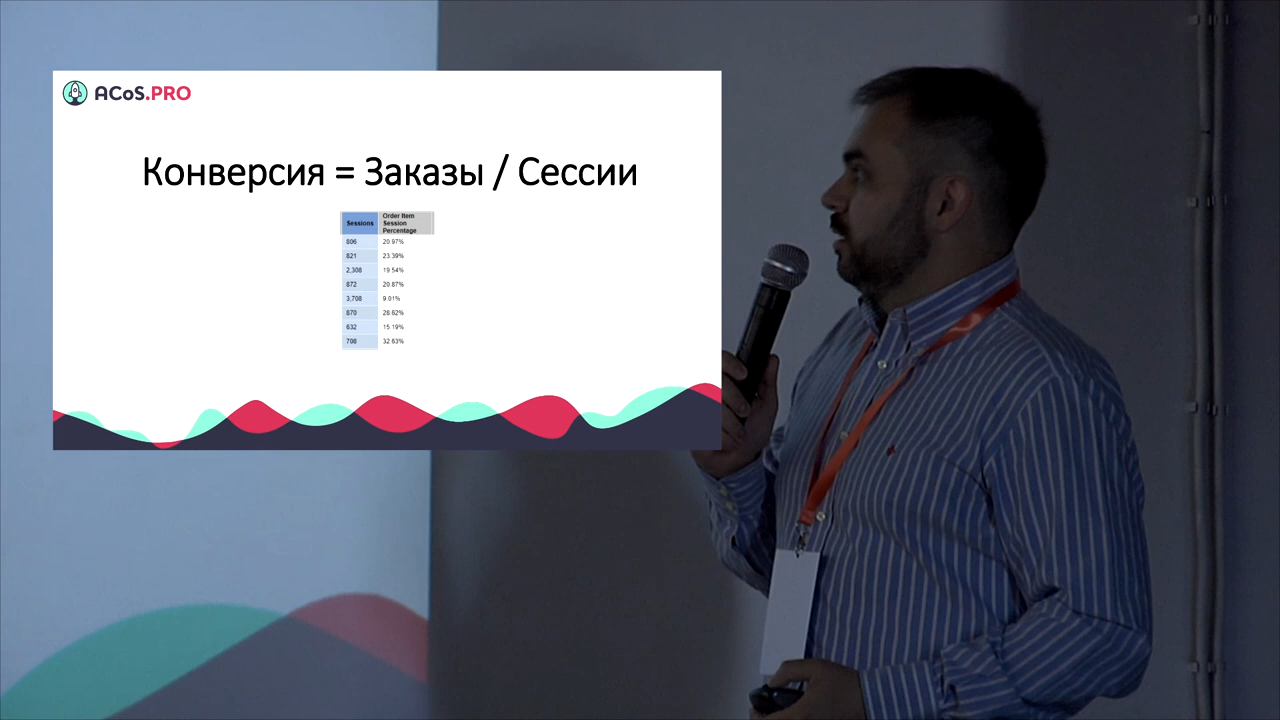 ACoS.PRO
Конверсия = Заказы / Сессии
Sessions Order Item Session Percentage
806 20.97%
821 23.39%
2,308 19.54%
872 20.87%
3,708 9.01%
870 28.62%
632 15.19%
708 32.63%